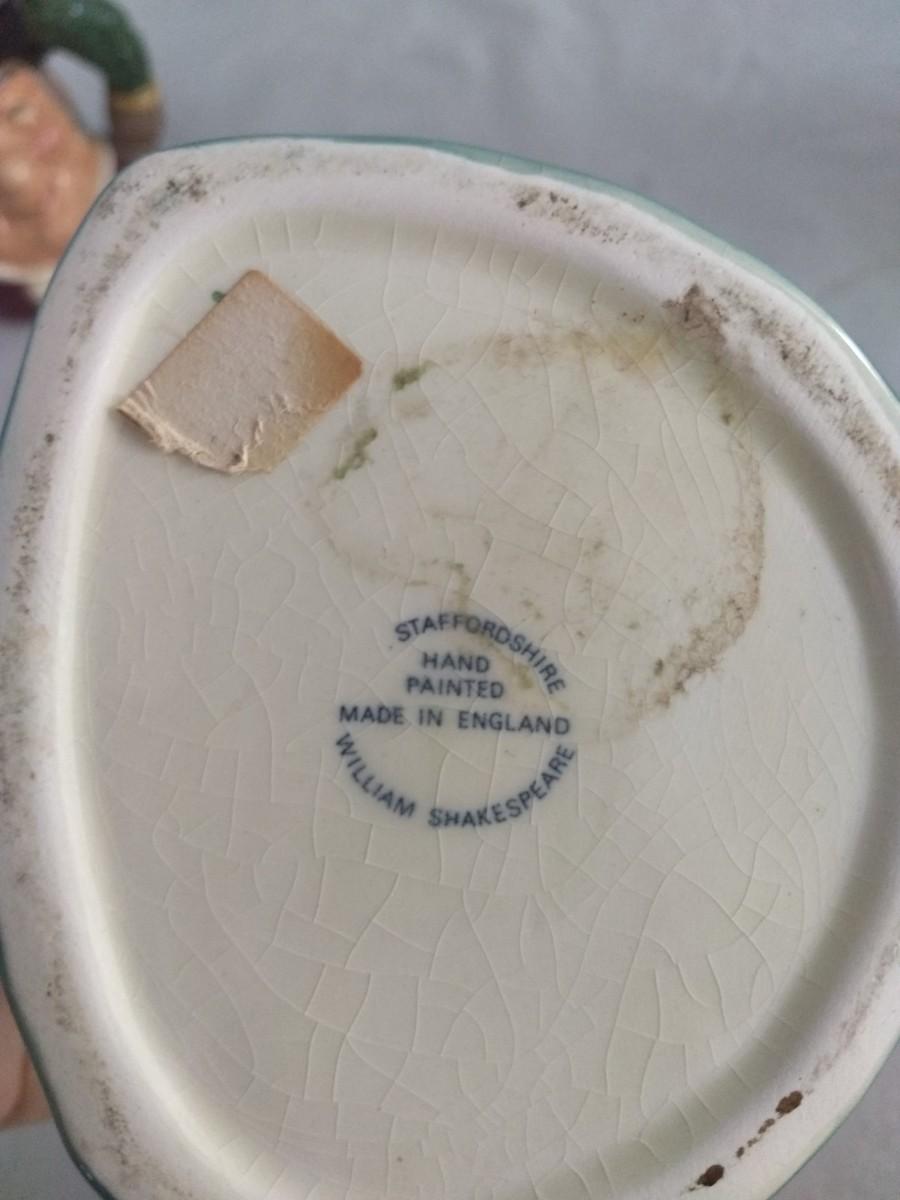 STAFFORDSHIRE
HAND
PAINTED
MADE IN ENGLAND
WILLIAM SHAKESPEARE